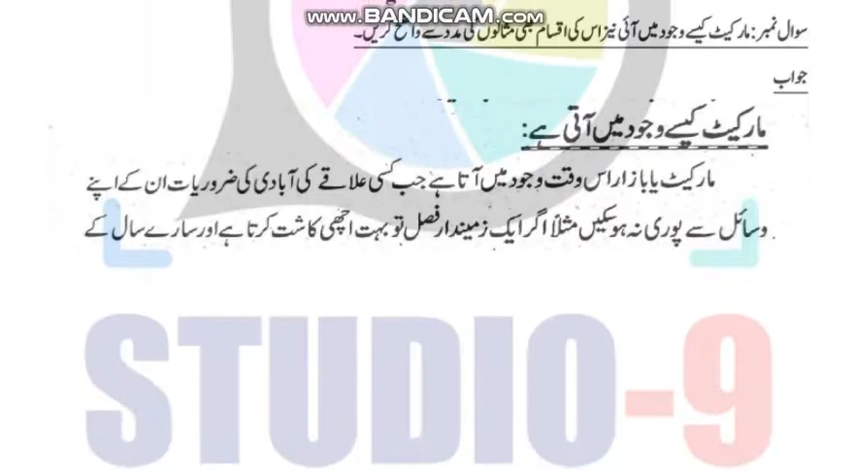 www.BANDICAM.com
سوال نمبر: مارکیٹ کیسے وجود میں آئی نیز اس کی اقسام بھی مثالوں کی مدد سے واضح کریں۔
جواب
مارکیٹ کیسے وجود میں آتی ہے:
مارکیٹ یا بازار اس وقت وجود میں آتا ہے جب کسی علاقے کی آبادی کی ضروریات ان کے اپنے
وسائل سے پوری نہ ہو سکیں مثلاً اگر ایک زمیندار فصل تو بہت اچھی کاشت کرتا ہے اور سارے سال کے
STUDIO-9